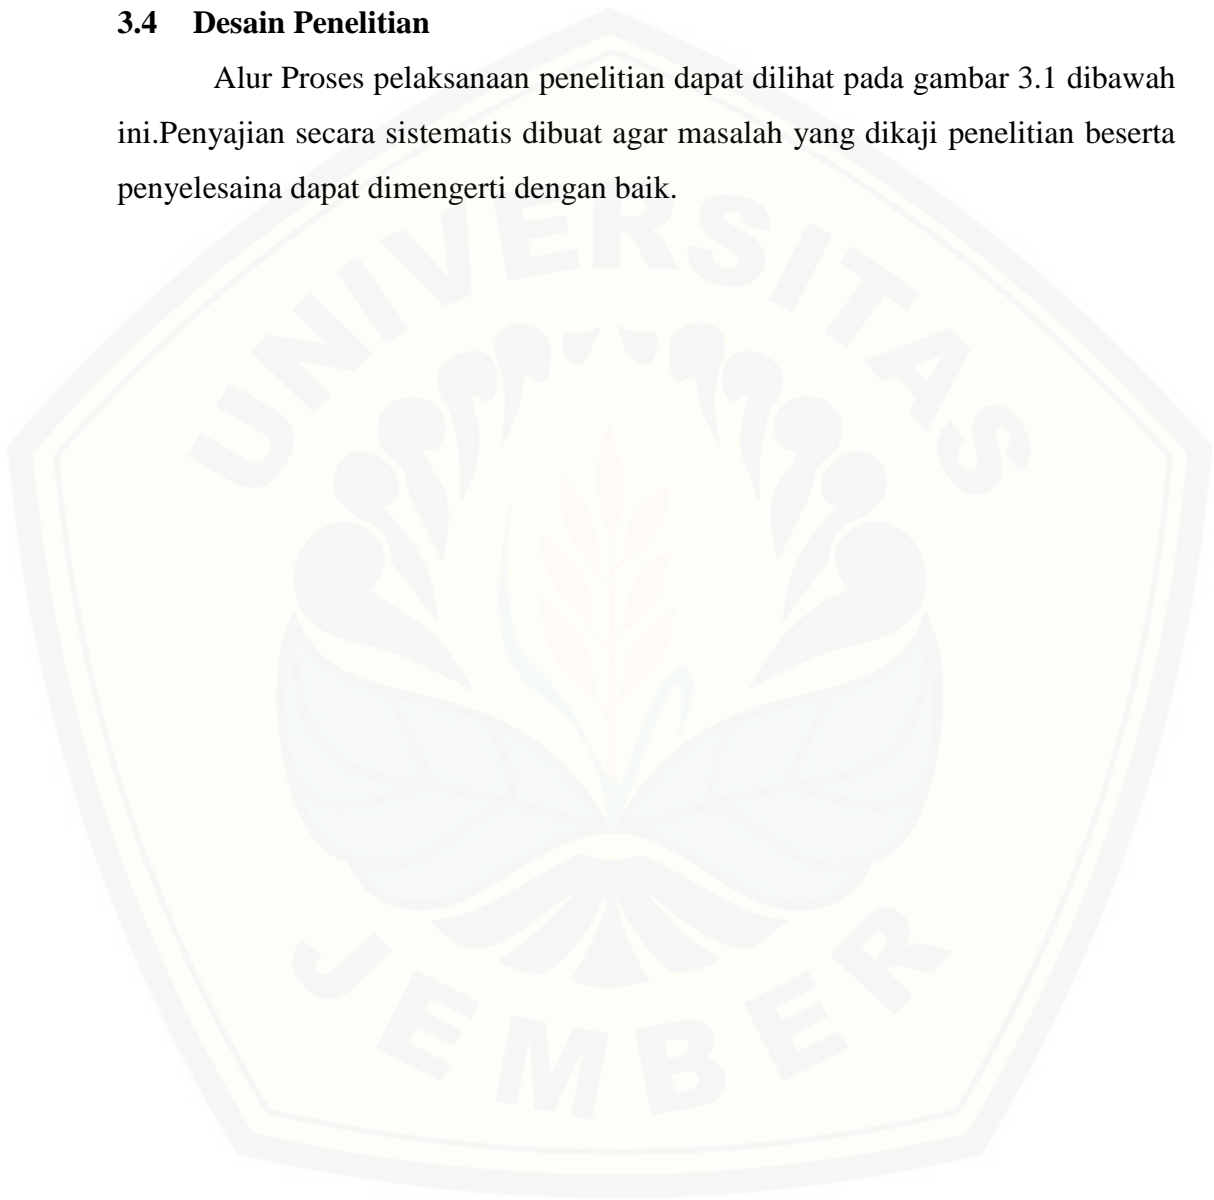 3.4 Desain Penelitian
Alur Proses pelaksanaan penelitian dapat dilihat pada gambar 3.1 dibawah
ini.Penyajian secara sistematis dibuat agar masalah yang dikaji penelitian beserta
penyelesaina dapat dimengerti dengan baik.
UNIVERSITAS
JEMBER